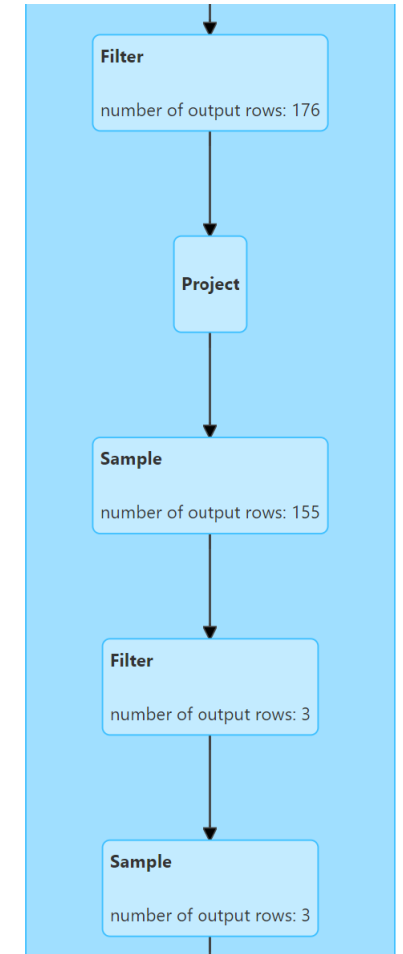 Filter
number of output rows: 176
Project
Sample
number of output rows: 155
Filter
number of output rows: 3
Sample
number of output rows: 3